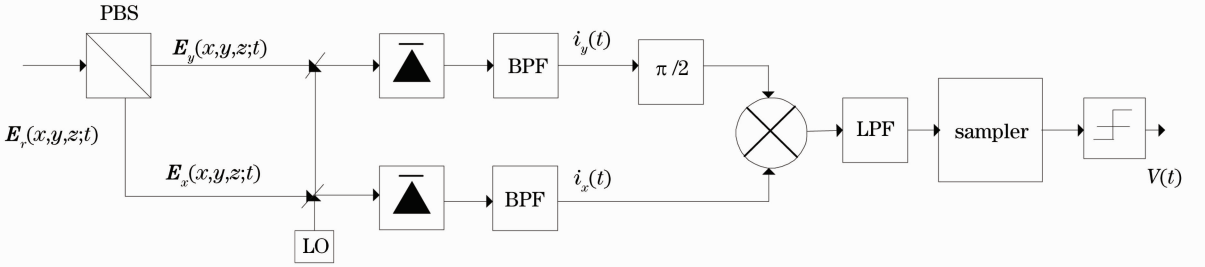 PBS
E_y(x,y,z;t)
BPF
i_y(t)
π/2
E_r(x,y,z;t)
LPF
sampler
V(t)
E_x(x,y,z;t)
BPF
i_x(t)
LO